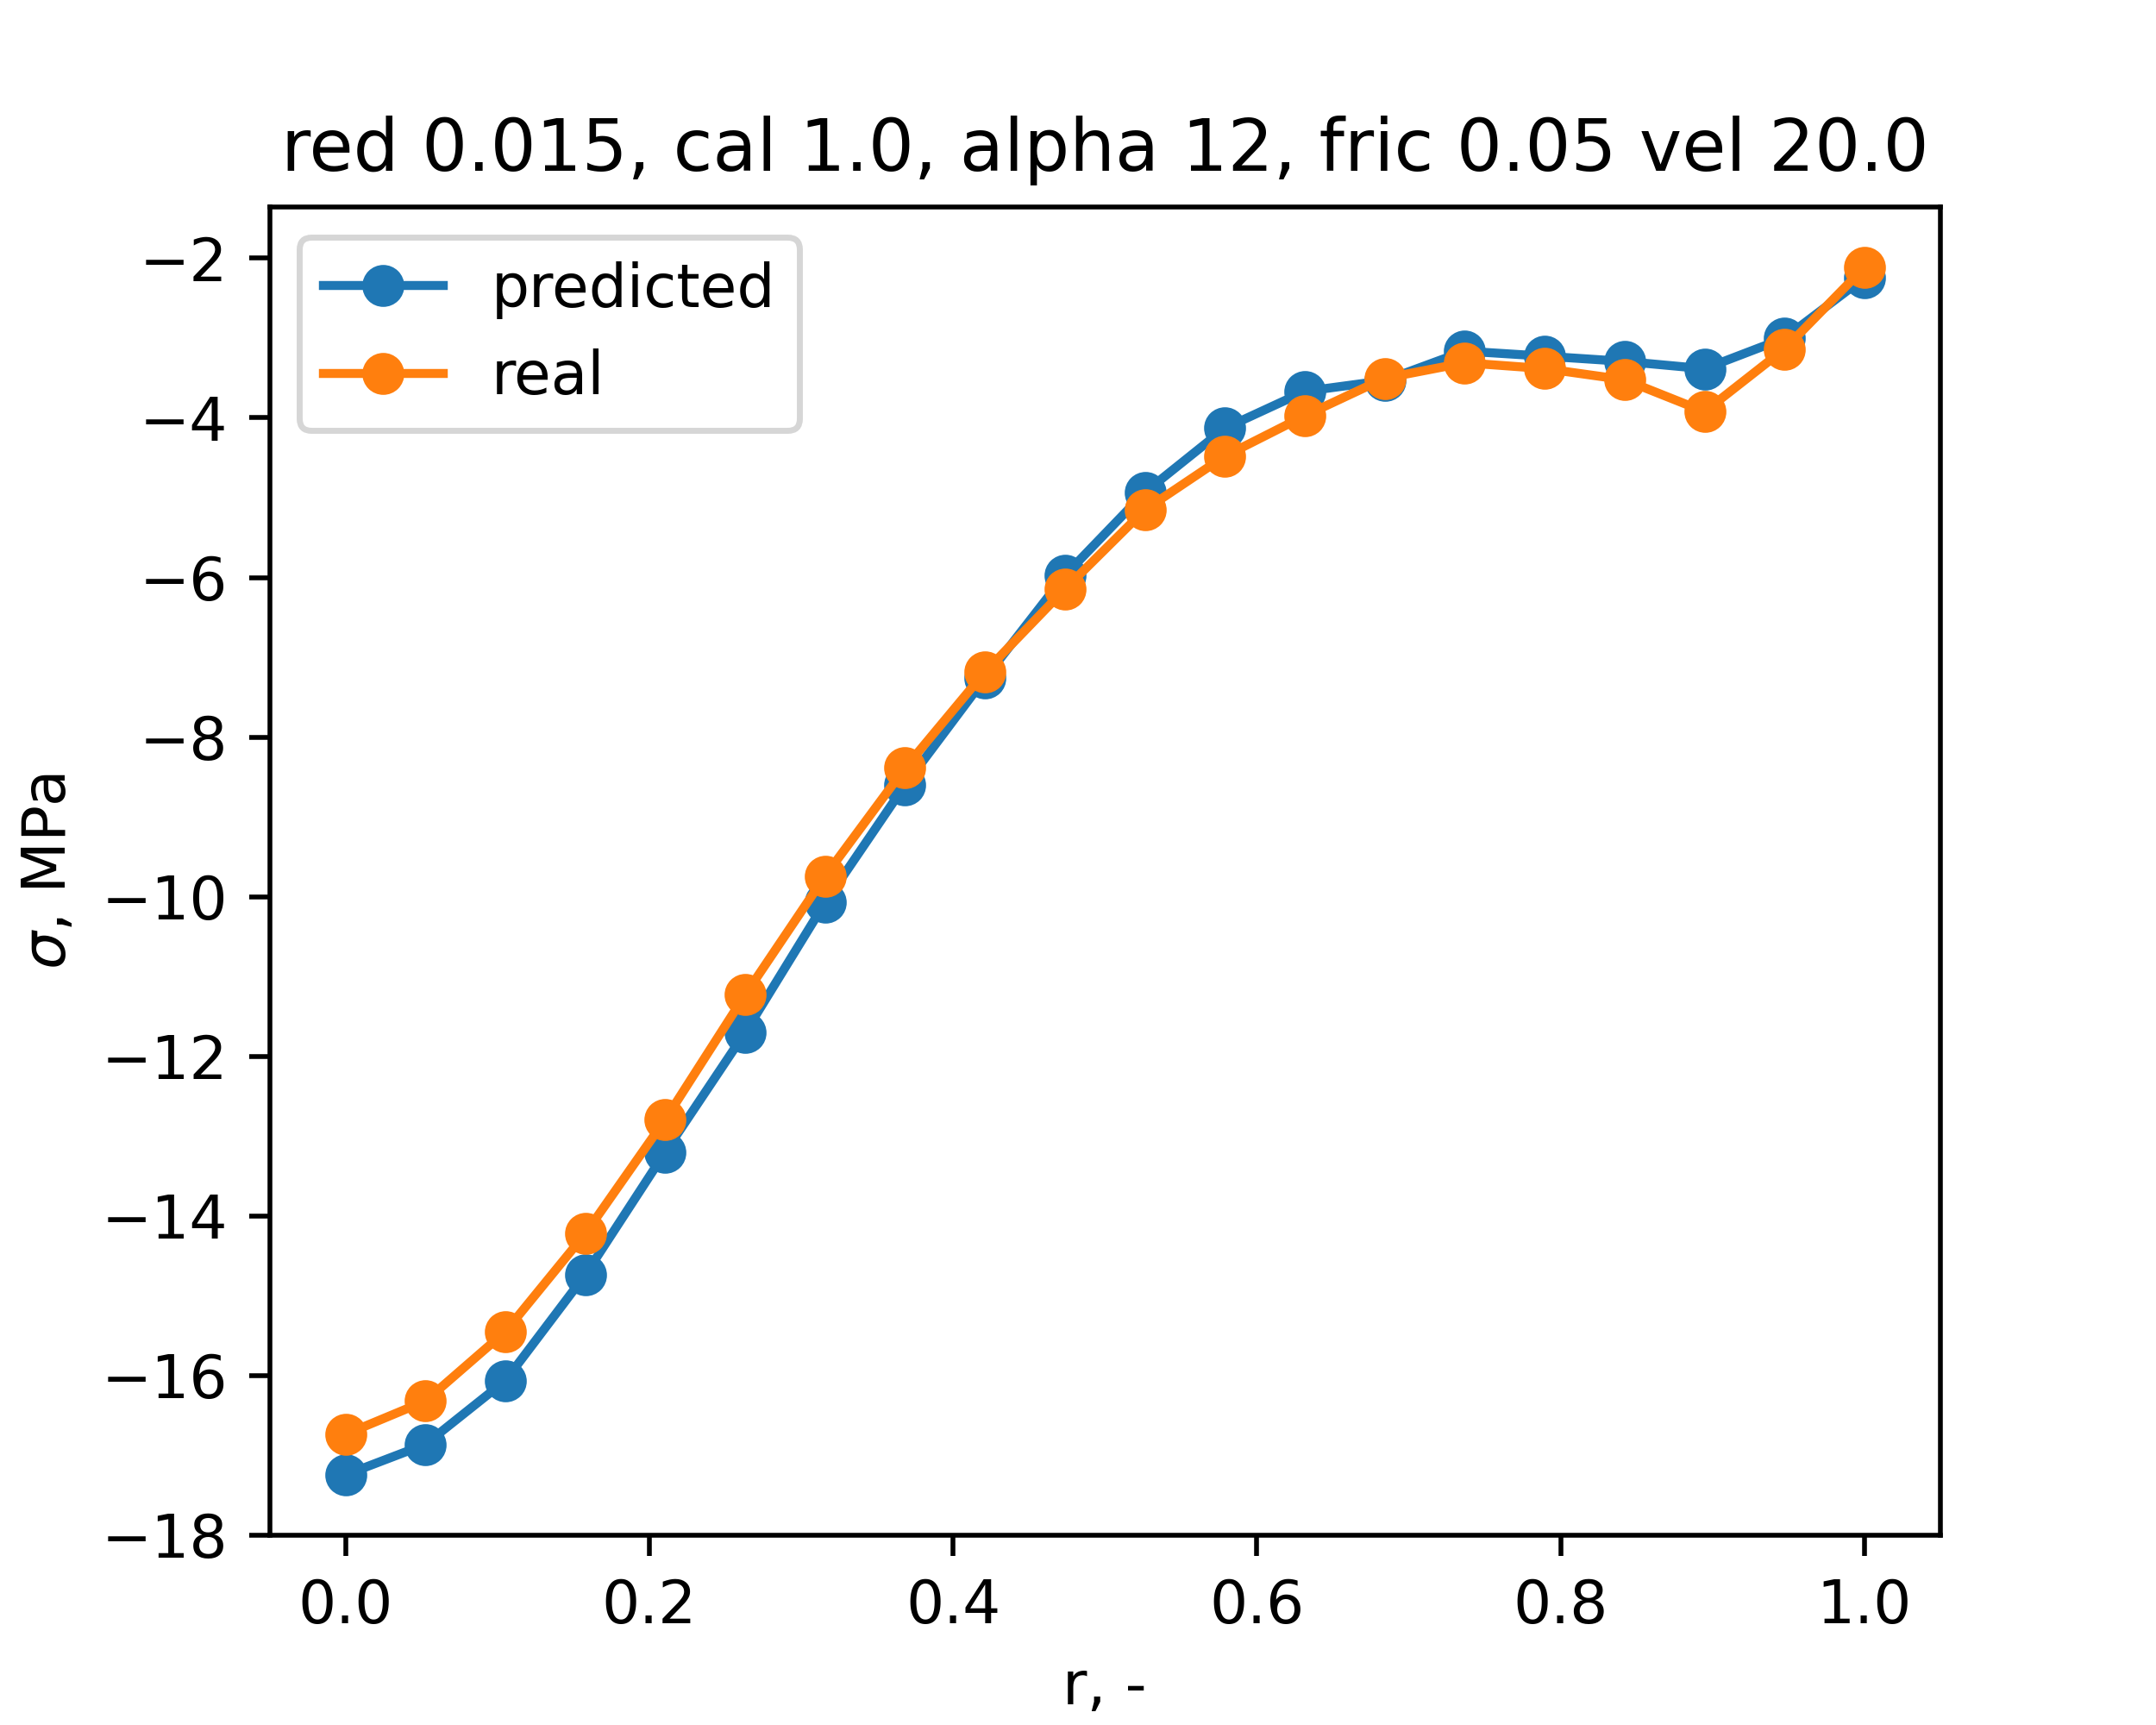 red 0.015, cal 1.0, alpha 12, fric 0.05 vel 20.0
predicted
real
−2
−4
−6
−8
−10
−12
−14
−16
−18
σ, MPa
0.0 0.2 0.4 0.6 0.8 1.0
r, -